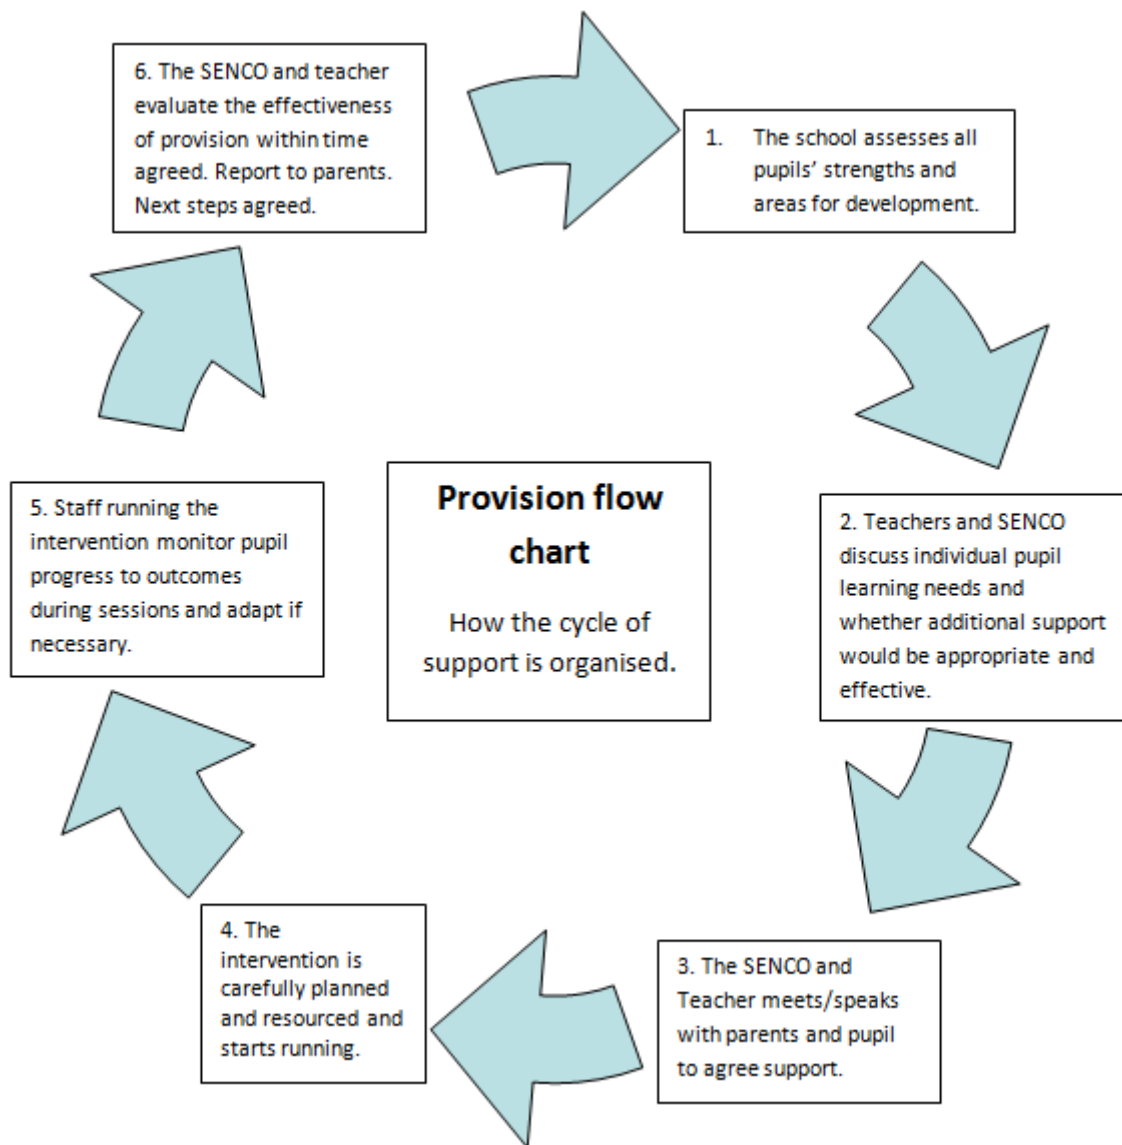 Provision flow
chart
How the cycle of
support is organised.
1. The school assesses all
pupils’ strengths and
areas for development.
2. Teachers and SENCO
discuss individual pupil
learning needs and
whether additional support
would be appropriate and
effective.
3. The SENCO and
Teacher meets/speaks
with parents and pupil
to agree support.
4. The
intervention is
carefully planned
and resourced and
starts running.
5. Staff running the
intervention monitor pupil
progress to outcomes
during sessions and adapt if
necessary.
6. The SENCO and teacher
evaluate the effectiveness
of provision within time
agreed. Report to parents.
Next steps agreed.